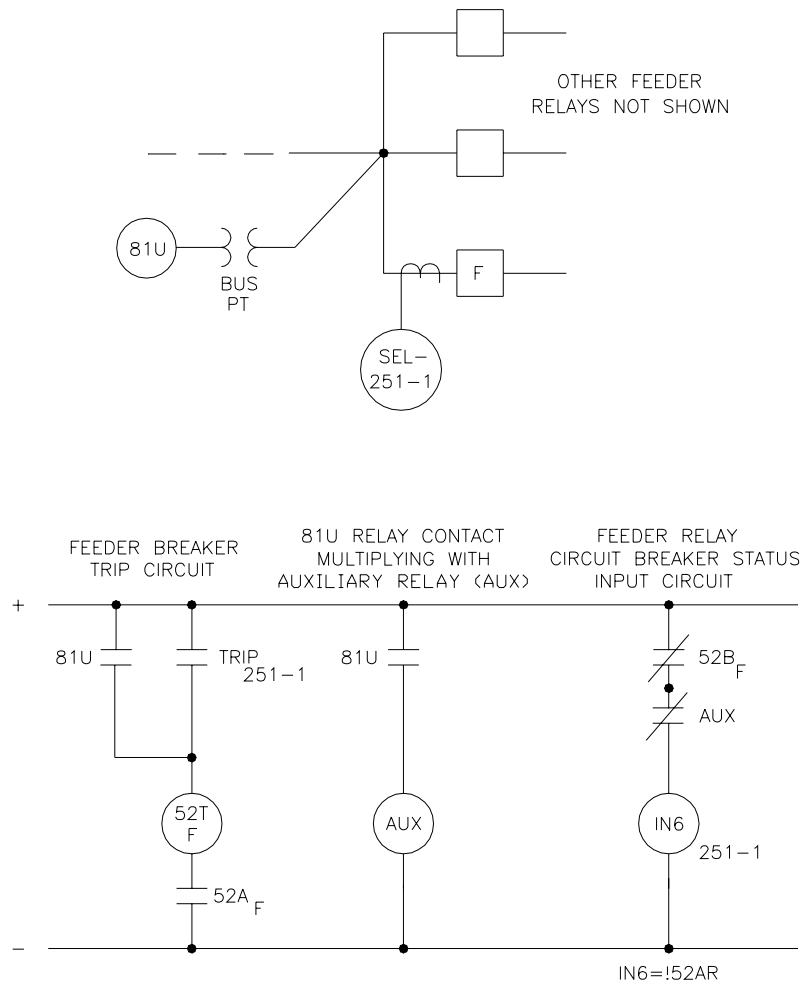 OTHER FEEDER
RELAYS NOT SHOWN
81U
BUS
PT
F
SEL-
251-1
FEEDER BREAKER
TRIP CIRCUIT
81U RELAY CONTACT
MULTIPLYING WITH
AUXILIARY RELAY (AUX)
FEEDER RELAY
CIRCUIT BREAKER STATUS
INPUT CIRCUIT
+
81U
TRIP
251-1
81U
52B
F
AUX
52T
F
AUX
IN6
251-1
52A
F
-
IN6=!52AR